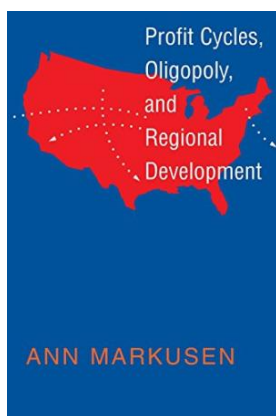 Profit Cycles,
Oligopoly,
and
Regional
Development
ANN MARKUSEN